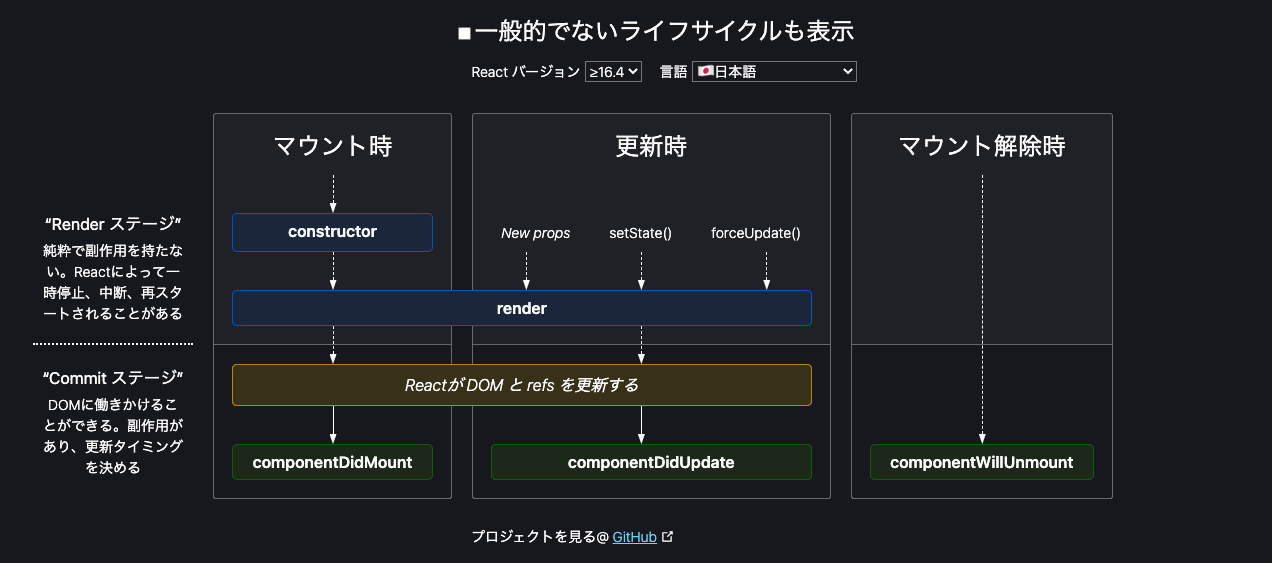 一般的でないライフサイクルも表示
React バージョン ≥16.4 言語 🇯🇵日本語
マウント時
更新時
マウント解除時
“Render ステージ”
純粋で副作用を持たな
い。Reactによって一
時停止、中断、再スタ
ートされることがある
constructor
New props setState() forceUpdate()
render
“Commit ステージ”
DOMに働きかけるこ
とができる。副作用が
あり、更新タイミング
を決める
Reactが DOM と refs を更新する
componentDidMount
componentDidUpdate
componentWillUnmount
プロジェクトを見る@ GitHub